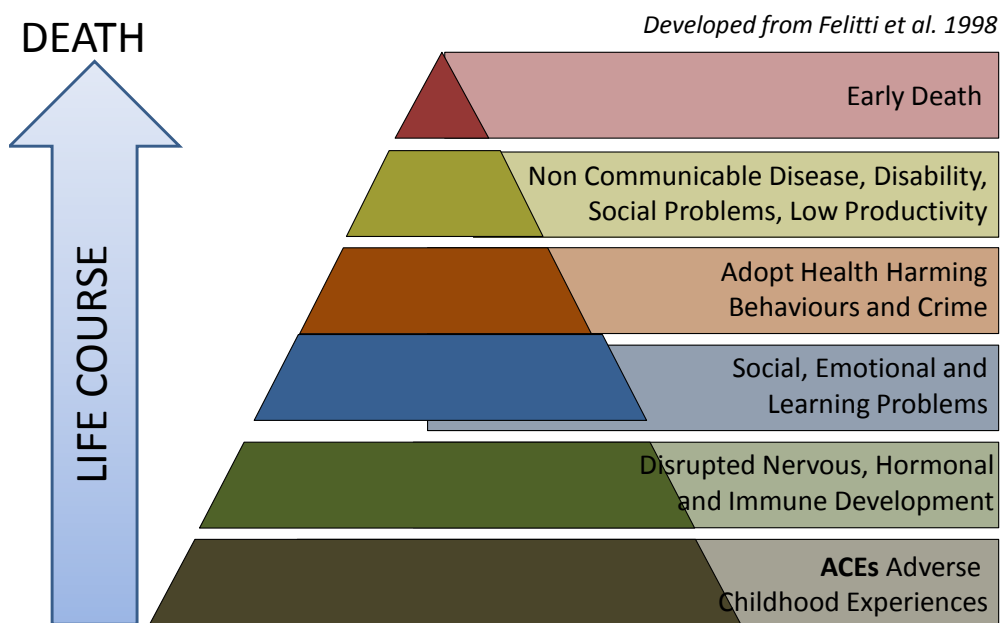 Developed from Felitti et al. 1998
DEATH
LIFE COURSE
Early Death
Non Communicable Disease, Disability,
Social Problems, Low Productivity
Adopt Health Harming
Behaviours and Crime
Social, Emotional and
Learning Problems
Disrupted Nervous, Hormonal
and Immune Development
ACEs Adverse
Childhood Experiences